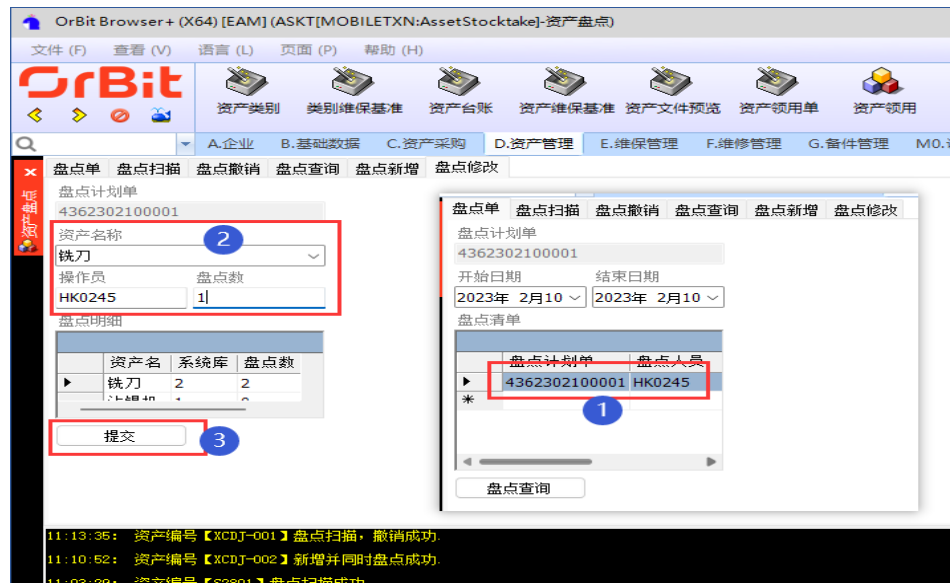 OrBit Browser+ (X64) [EAM] (ASKT[MOBILETXN:AssetStocktake]-资产盘点)
文件 (F) 查看 (V) 语言 (L) 页面 (P) 帮助 (H)
OrBit
资产类别 类别维保基准 资产台账 资产维保基准 资产文件预览 资产领用单 资产领用
A.企业 B.基础数据 C.资产采购 D.资产管理 E.维保管理 F.维修管理 G.备件管理
资产盘点
盘点单 盘点扫描 盘点撤销 盘点查询 盘点新增 盘点修改
盘点计划单
4362302100001
资产名称
2
铣刀
操作员 盘点数
HK0245 1
盘点明细
资产名 系统库 盘点数
铣刀 2 2
提交
3
盘点单 盘点扫描 盘点撤销 盘点查询 盘点新增 盘点修改
盘点计划单
4362302100001
开始日期 结束日期
2023年 2月10 2023年 2月10
盘点清单
盘点计划单 盘点人员
4362302100001 HK0245
1
盘点查询
11:13:35: 资产编号【XCDJ-001】盘点扫描，撤销成功.
11:10:52: 资产编号【XCDJ-002】新增并同时盘点成功.